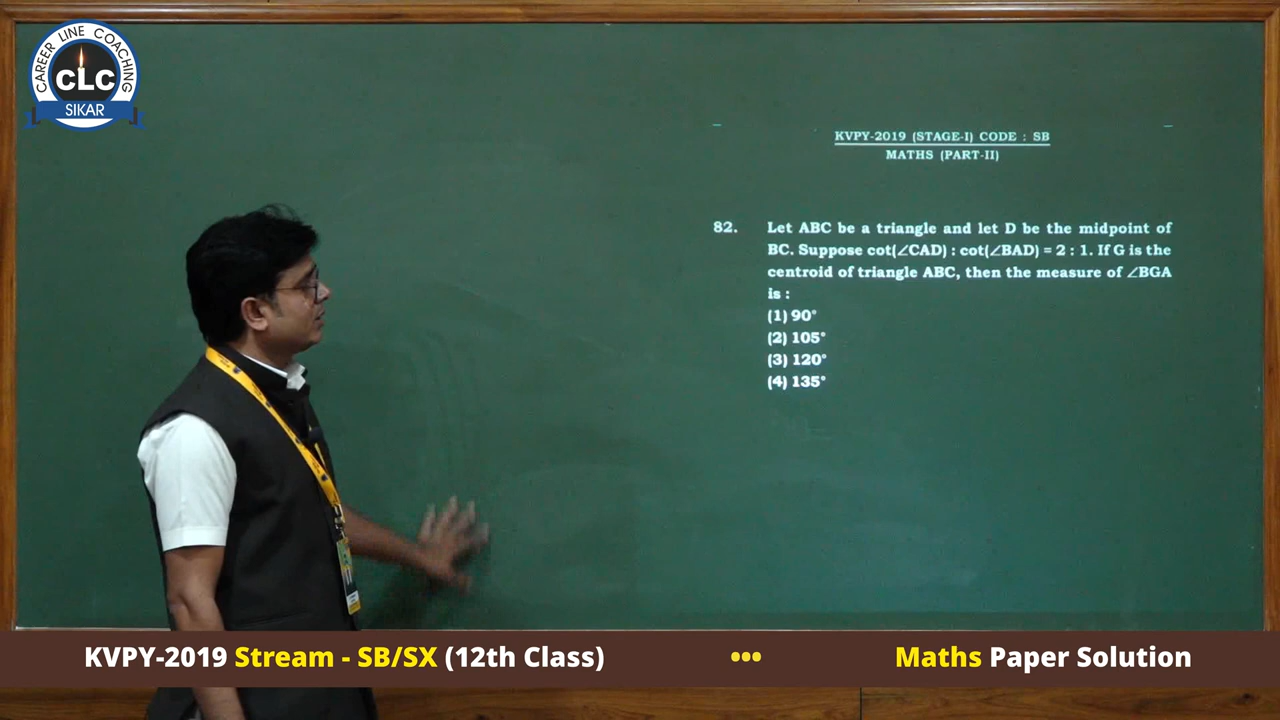 CAREER LINE COACHING
CLC
SIKAR
KVPY-2019 (STAGE-I) CODE : SB
MATHS (PART-II)
82. Let ABC be a triangle and let D be the midpoint of
BC. Suppose cot(∠CAD) : cot(∠BAD) = 2 : 1. If G is the
centroid of triangle ABC, then the measure of ∠BGA
is :
(1) 90°
(2) 105°
(3) 120°
(4) 135°
KVPY-2019 Stream - SB/SX (12th Class) ••• Maths Paper Solution